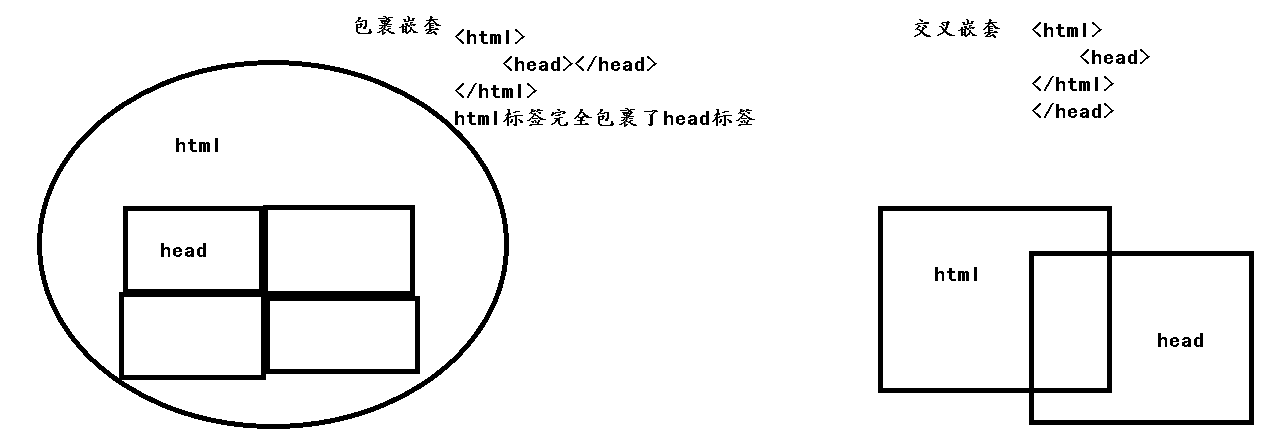 包裹嵌套
<html>
<head></head>
</html>
html标签完全包裹了head标签
html
head
交叉嵌套
<html>
<head>
</html>
</head>
html
head